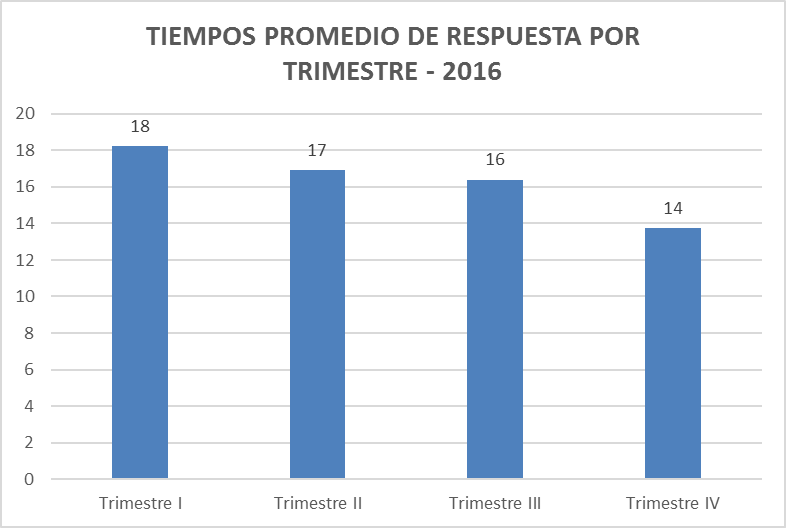 TIEMPOS PROMEDIO DE RESPUESTA POR
TRIMESTRE - 2016
20
18
16
14
12
10
8
6
4
2
0
18
17
16
14
Trimestre I
Trimestre II
Trimestre III
Trimestre IV